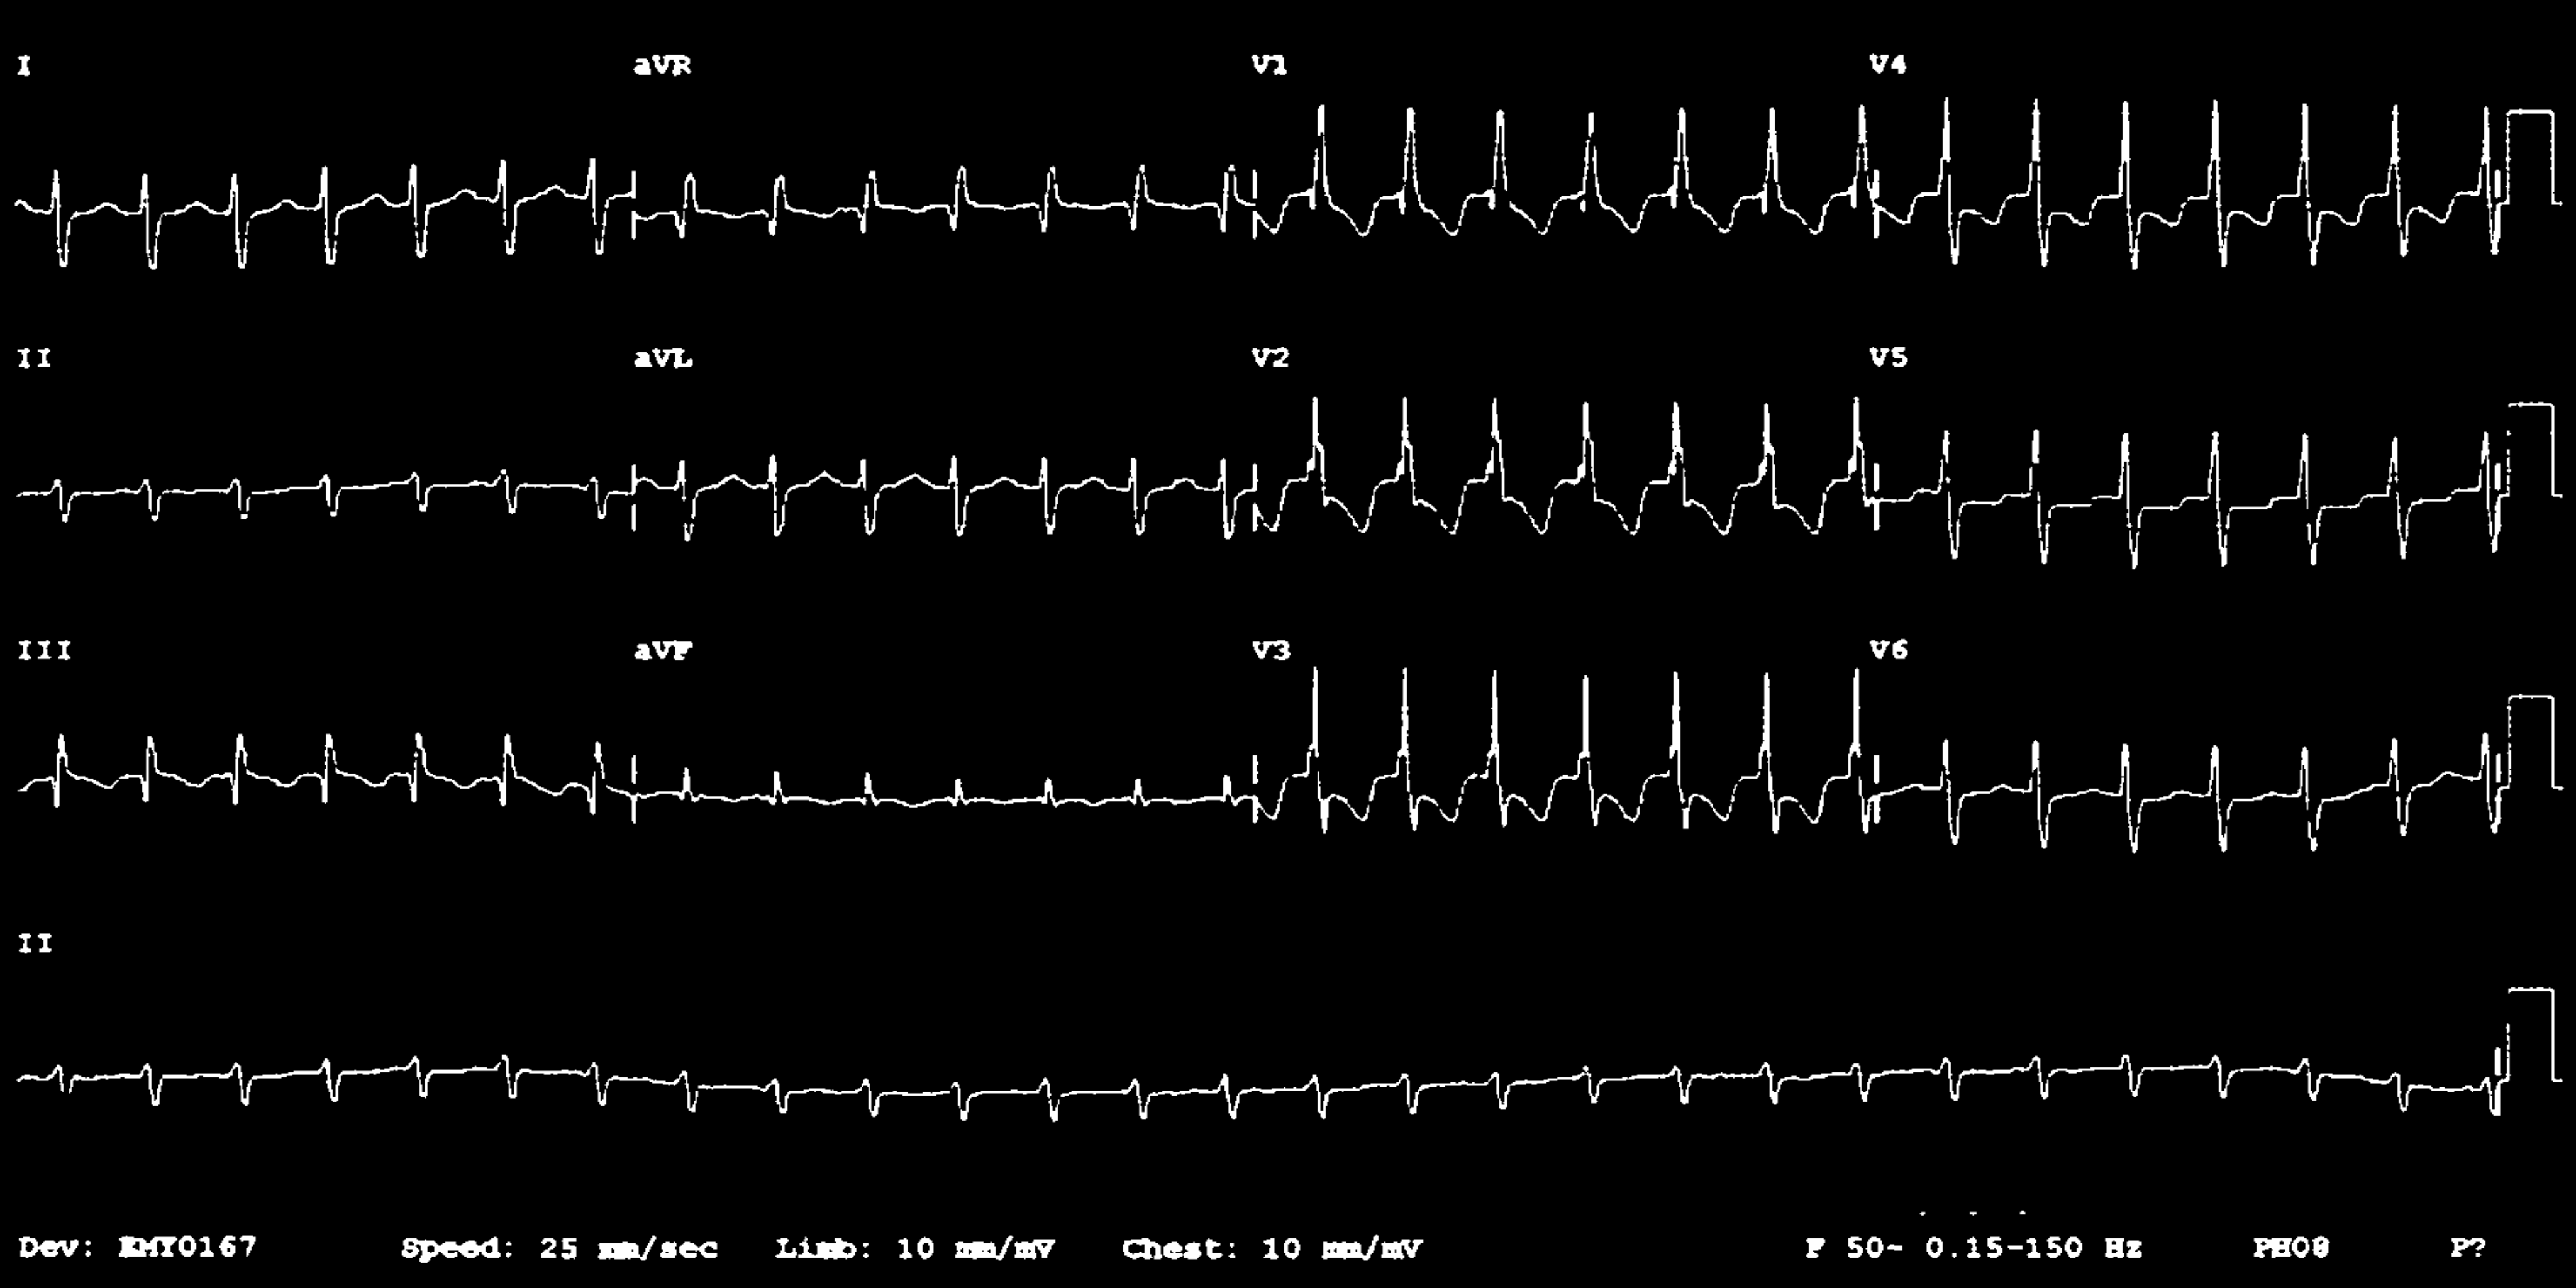 I aVR V1 V4
II aVL V2 V5
III aVF V3 V6
II
Speed: 25 mm/sec Limb: 10 mm/mV Chest: 10 mm/mV F 50~ 0.15-150 Hz P?